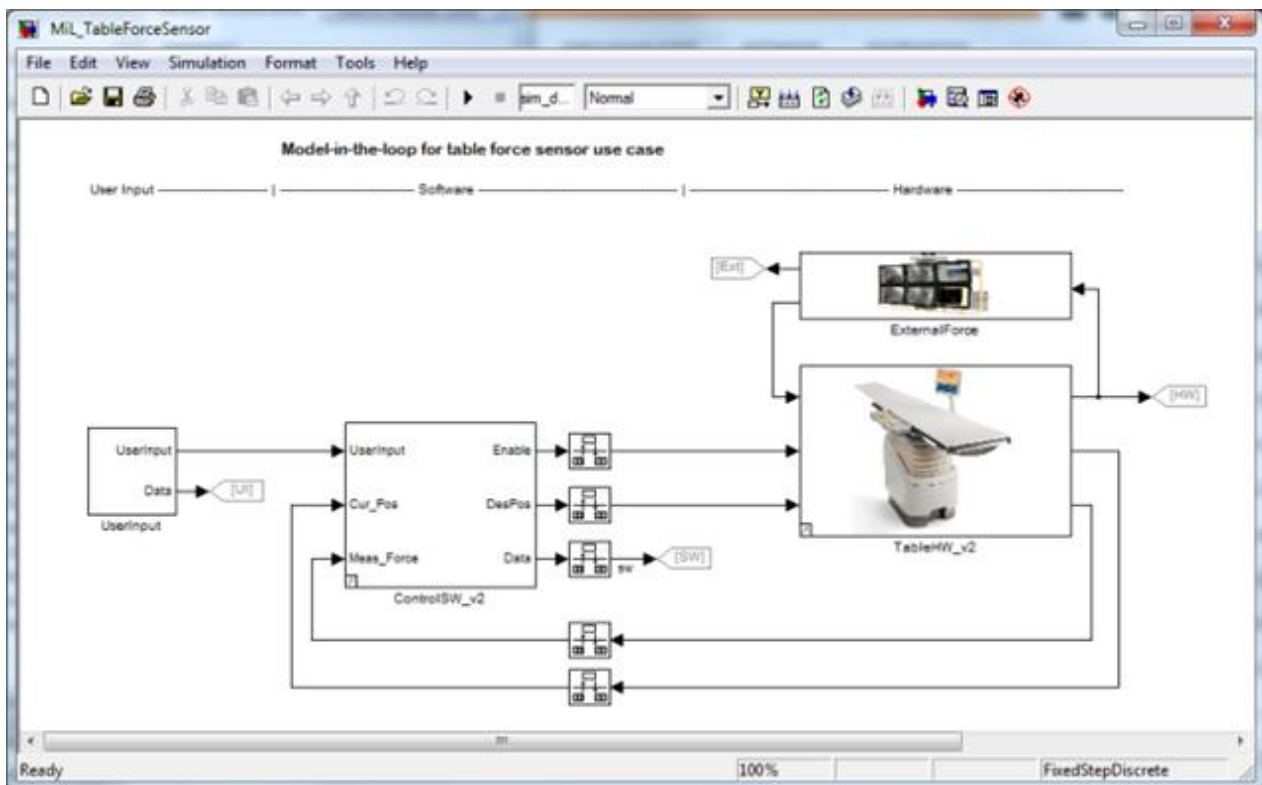 MiL_TableForceSensor
File Edit View Simulation Format Tools Help
sim_d... Normal
Model-in-the-loop for table force sensor use case
User Input
Software
Hardware
[Ext]
ExternalForce
[HW]
TableHW_v2
UserInput
Data
[UI]
UserInput
UserInput
Cur_Pos
Meas_Force
Enable
DesPos
Data
ControlSW_v2
sw
[SW]
Ready
100%
FixedStepDiscrete